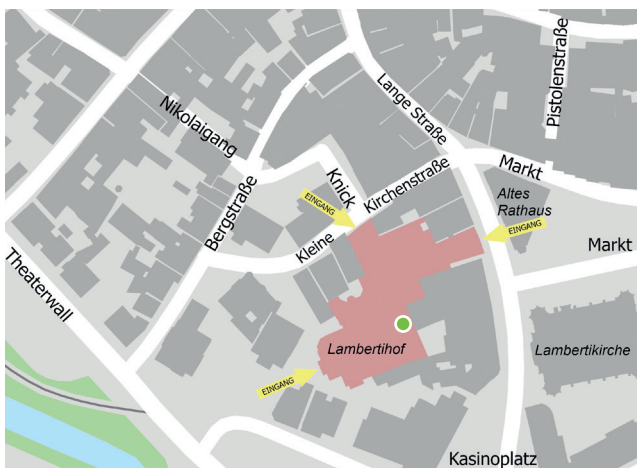 Pistolenstraße
Lange Straße
Nikolaigang
Knick
Kirchenstraße
Markt
EINGANG
Altes
Rathaus
EINGANG
Bergstraße
Kleine
Markt
Theaterwall
Lambertihof
Lambertikirche
EINGANG
Kasinoplatz